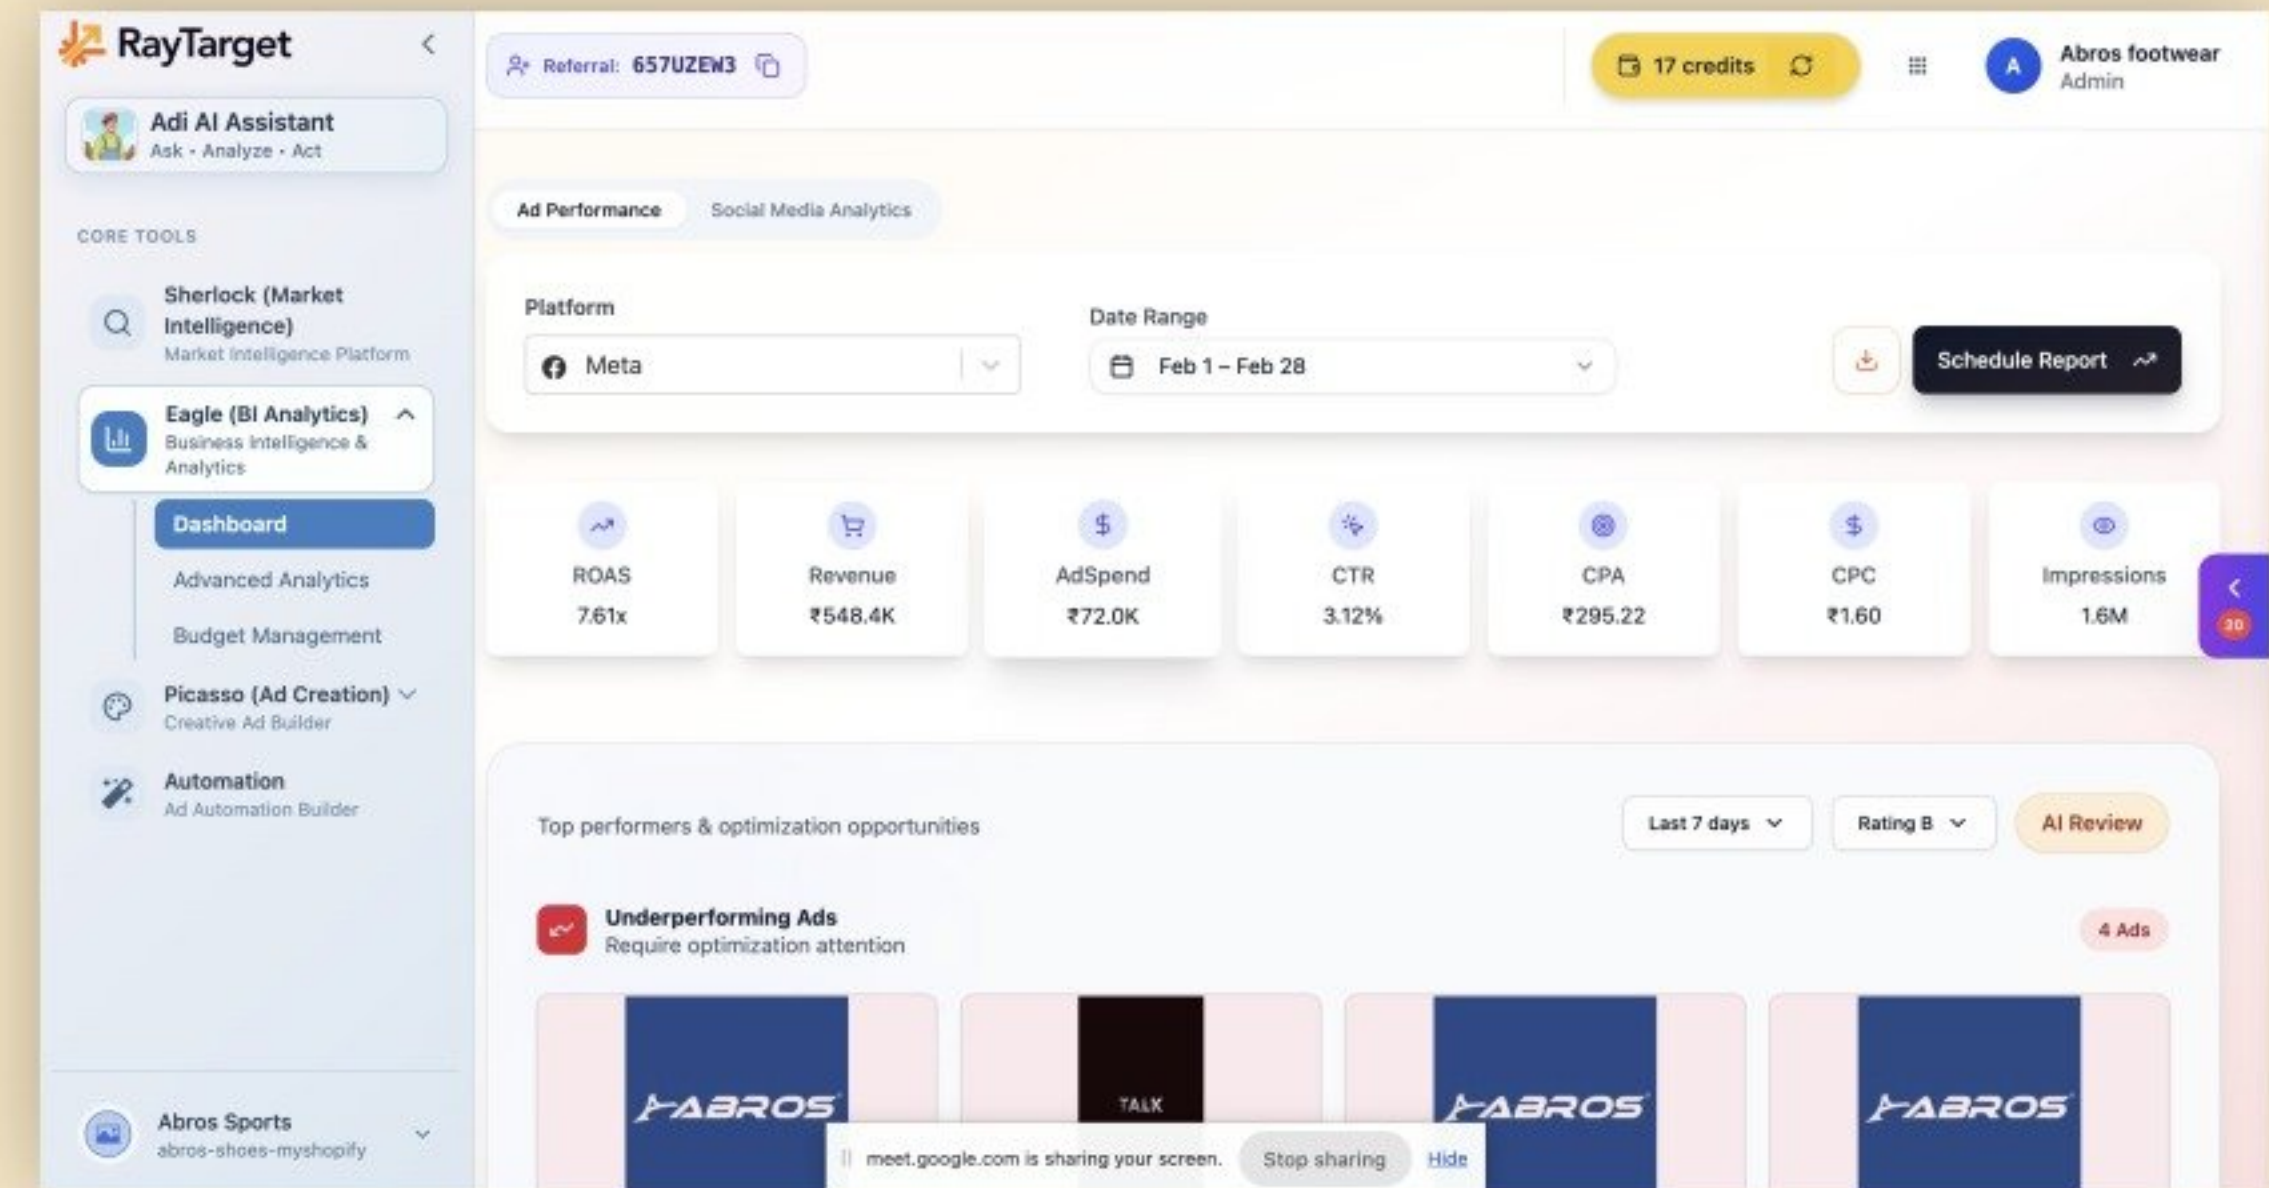 RayTarget
Adi AI Assistant
Ask • Analyze • Act
CORE TOOLS
Sherlock (Market
Intelligence)
Market Intelligence Platform
Eagle (BI Analytics)
Business Intelligence &
Analytics
Dashboard
Advanced Analytics
Budget Management
Picasso (Ad Creation)
Creative Ad Builder
Automation
Ad Automation Builder
Abros Sports
abros-shoes-myshopify
Referral: 657UZEW3
17 credits
A
Abros footwear
Admin
Ad Performance
Social Media Analytics
Platform
Meta
Date Range
Feb 1 – Feb 28
Schedule Report
ROAS
7.61x
Revenue
₹548.4K
AdSpend
₹72.0K
CTR
3.12%
CPA
₹295.22
CPC
₹1.60
Impressions
1.6M
20
Top performers & optimization opportunities
Last 7 days
Rating B
AI Review
Underperforming Ads
Require optimization attention
4 Ads
ABROS
TALK
ABROS
ABROS
meet.google.com is sharing your screen.
Stop sharing
Hide